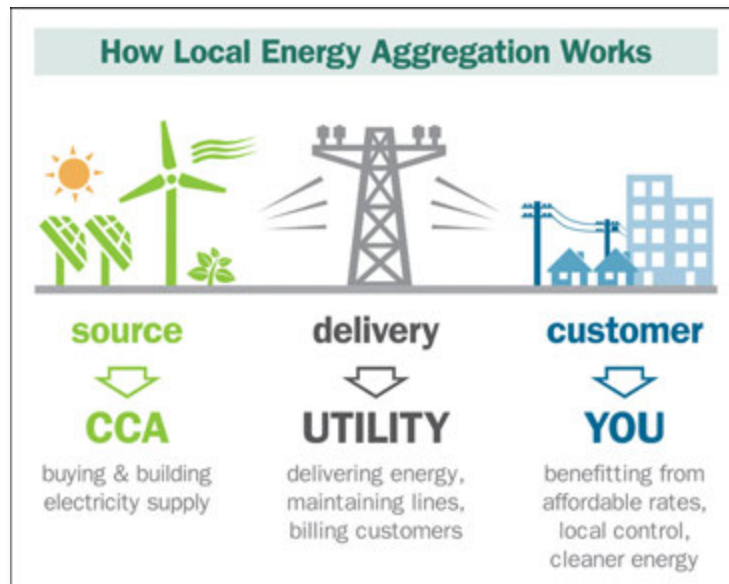 How Local Energy Aggregation Works
source
delivery
customer
CCA
UTILITY
YOU
buying & building
electricity supply
delivering energy,
maintaining lines,
billing customers
benefitting from
affordable rates,
local control,
cleaner energy